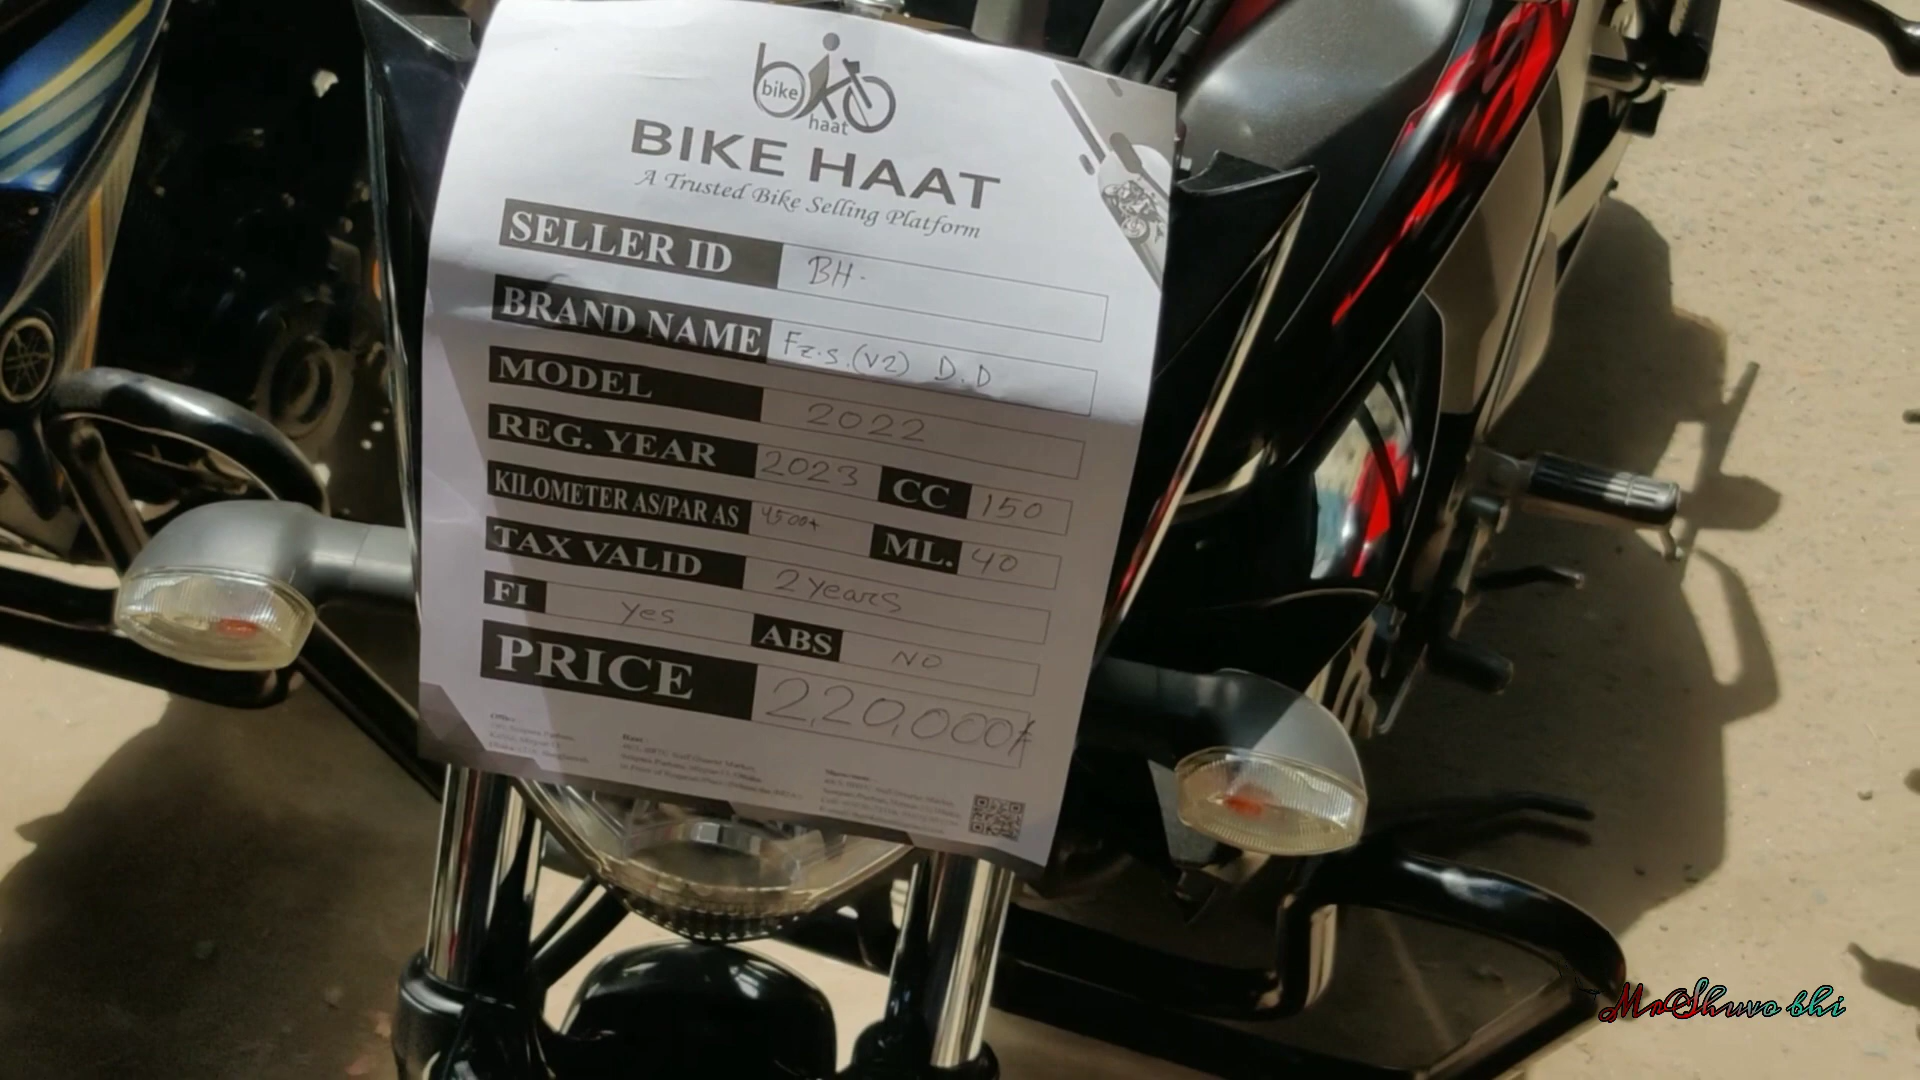 bike
haat
BIKE HAAT
A Trusted Bike Selling Platform
SELLER ID BH.
BRAND NAME Fz.s.(v2) D.D
MODEL 2022
REG. YEAR 2023 CC 150
KILOMETER AS/PAR AS 4500+ ML. 40
TAX VALID 2 years
FI yes ABS NO
PRICE 2,20,000/
MrShuvo bhi